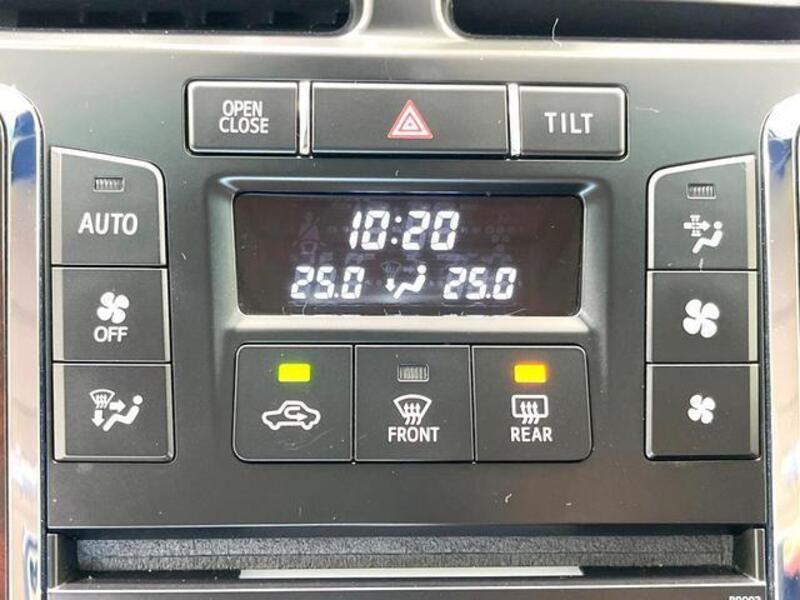 OPEN
CLOSE
TILT
AUTO
10:20
25.0 25.0
OFF
FRONT
REAR